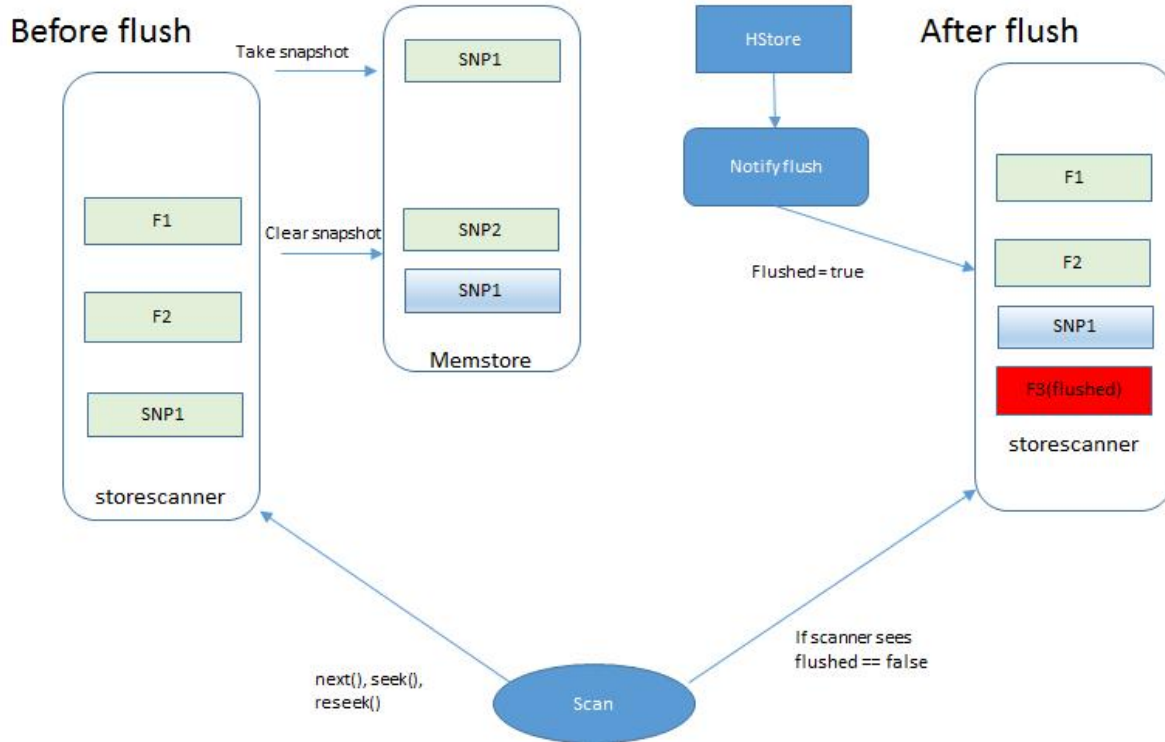 Before flush
Take snapshot
SNP1
F1
Clear snapshot
SNP2
F2
SNP1
Memstore
SNP1
storescanner
HStore
Notify flush
Flushed = true
After flush
F1
F2
SNP1
F3(flushed)
storescanner
next(), seek(),
reseek()
Scan
If scanner sees
flushed == false